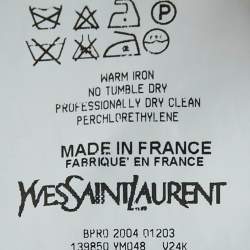 P
WARM IRON
NO TUMBLE DRY
PROFESSIONALLY DRY CLEAN
PERCHLORETHYLENE
MADE IN FRANCE
FABRIQUE' EN FRANCE
YVESSAINTLAURENT
BPRO 2004 01203
139850 YM048 V24K